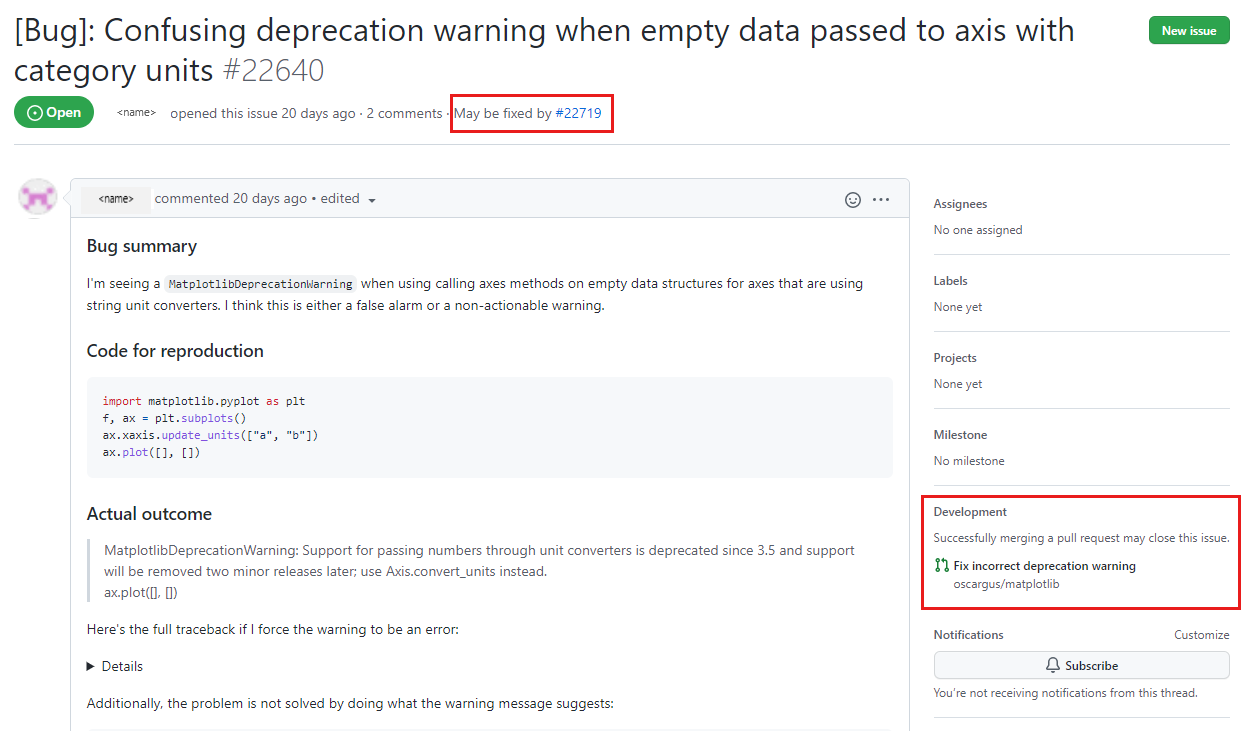 [Bug]: Confusing deprecation warning when empty data passed to axis with
category units #22640
New issue
Open
<name> opened this issue 20 days ago · 2 comments · May be fixed by #22719
<name> commented 20 days ago • edited
Bug summary
I'm seeing a MatplotlibDeprecationWarning when using calling axes methods on empty data structures for axes that are using
string unit converters. I think this is either a false alarm or a non-actionable warning.
Code for reproduction
import matplotlib.pyplot as plt
f, ax = plt.subplots()
ax.xaxis.update_units(["a", "b"])
ax.plot([], [])
Actual outcome
MatplotlibDeprecationWarning: Support for passing numbers through unit converters is deprecated since 3.5 and support
will be removed two minor releases later; use Axis.convert_units instead.
ax.plot([], [])
Here's the full traceback if I force the warning to be an error:
Details
Additionally, the problem is not solved by doing what the warning message suggests:
Assignees
No one assigned
Labels
None yet
Projects
None yet
Milestone
No milestone
Development
Successfully merging a pull request may close this issue.
Fix incorrect deprecation warning
oscargus/matplotlib
Notifications
Customize
Subscribe
You're not receiving notifications from this thread.